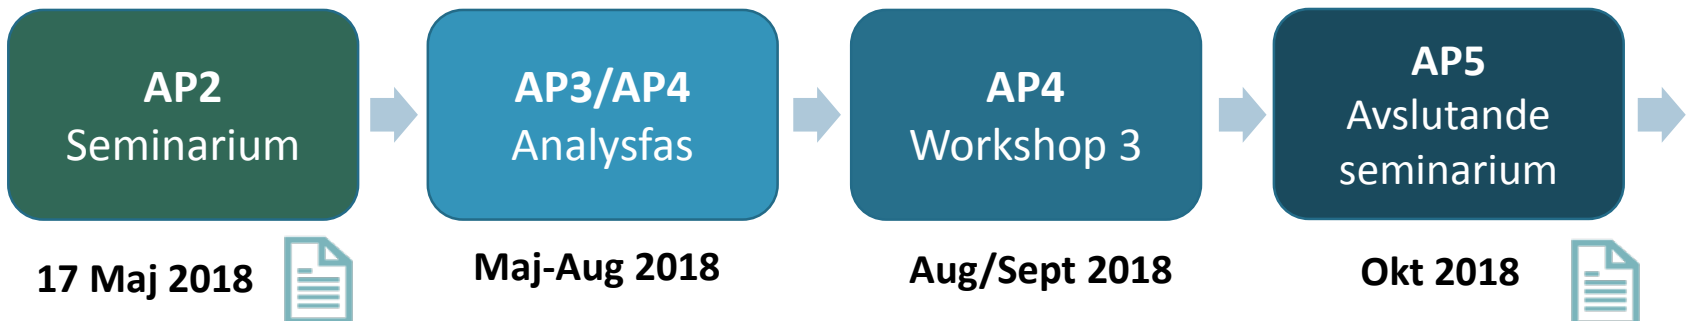 AP2
Seminarium
AP3/AP4
Analysfas
AP4
Workshop 3
AP5
Avslutande
seminarium
17 Maj 2018
Maj-Aug 2018
Aug/Sept 2018
Okt 2018